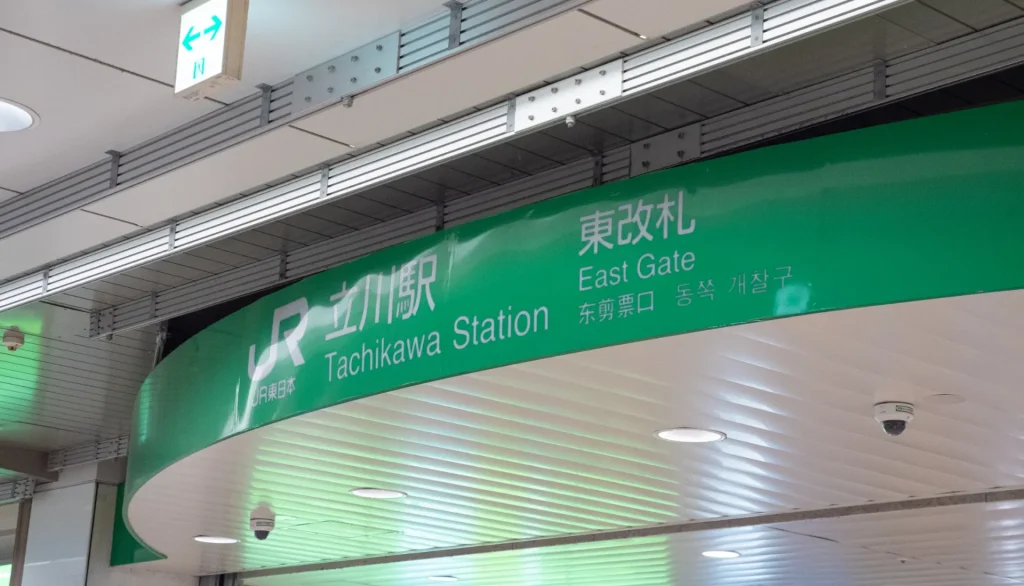 JR
JR東日本
立川駅
Tachikawa Station
東改札
East Gate
东剪票口 동쪽 개찰구